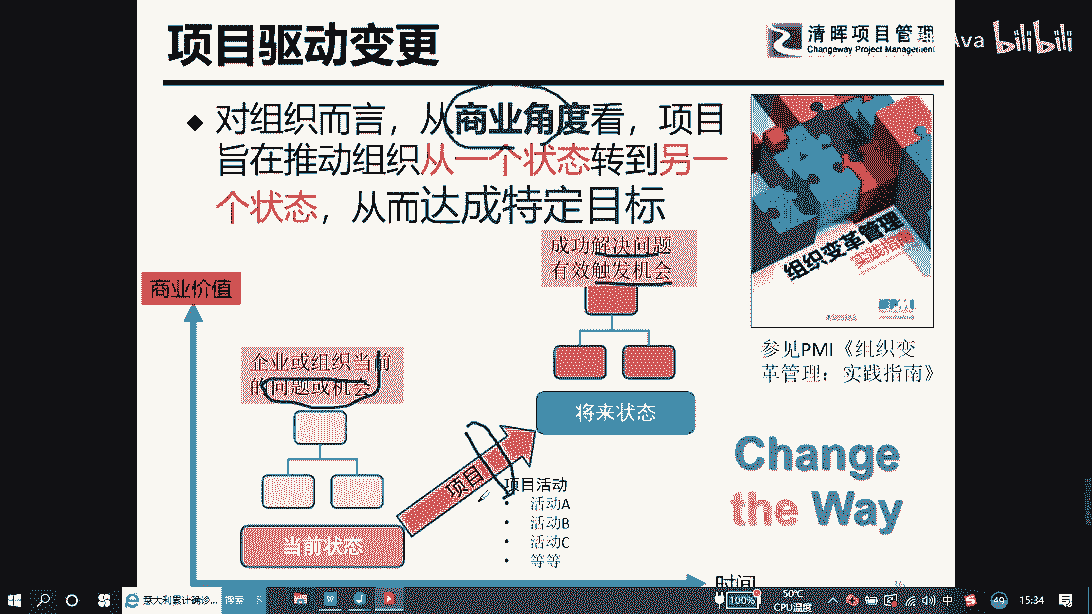 项目驱动变更
清晖项目管理
Changeway Project Management
Ava bilibili
◆ 对组织而言，从商业角度看，项目
旨在推动组织从一个状态转到另一
个状态，从而达成特定目标
成功解决问题
有效触发机会
商业价值
企业或组织当前
的问题或机会
将来状态
项目
项目活动
• 活动A
• 活动B
• 活动C
• 等等
当前状态
时间
组织变革管理
实践指南
参见PMI《组织变
革管理：实践指南》
Change
the Way
意大利累计确诊...
搜索
100%
50℃
CPU温度
中
49
15:34